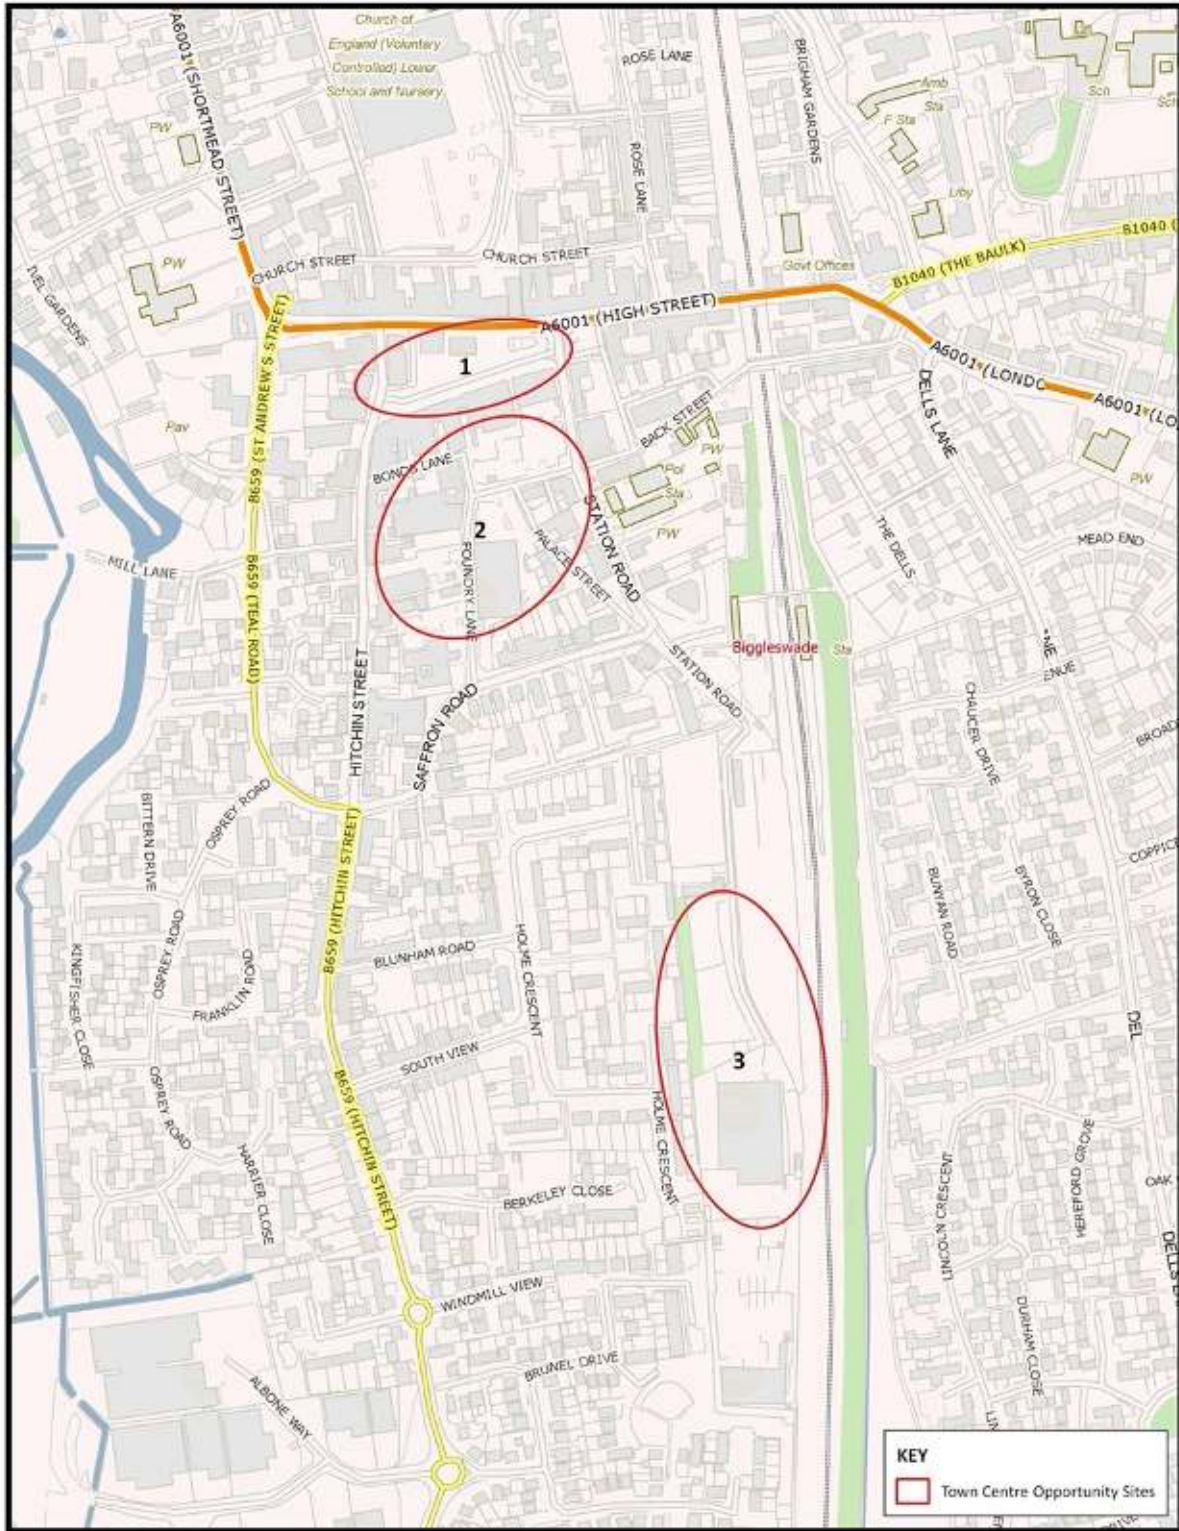 A6001 (SHORTMEAD STREET)
Church of
England (Voluntary
Controlled) Lower
School and Nursery
PW
ROSE LANE
BRIGHAM GARDENS
Amb
Sta
F Sta
Sch
Sch
ROSE LANE
Liby
B1040 (
PW
CHURCH STREET
CHURCH STREET
Govt Offices
B1040 (THE BAULK)
IVEL GARDENS
A6001 (HIGH STREET)
B659 (ST ANDREW'S STREET)
1
A6001 (LONDO
A6001 (LO
DELLS LANE
Pav
BACK STREET
PW
PW
BONDS LANE
Pol
Sta
PW
2
STATION ROAD
PALACE STREET
FOUNDRY LANE
THE DELLS
MEAD END
MILL LANE
B659 (TEAL ROAD)
Biggleswade
Sta
HITCHIN STREET
SAFFRON ROAD
STATION ROAD
ENUE
CHAUCER DRIVE
BROAD
OSPREY ROAD
BITTERN DRIVE
B659 (HITCHIN STREET)
COPPICE
BUNYAN ROAD
BYRON CLOSE
KINGFISHER CLOSE
OSPREY ROAD
FRANKLIN ROAD
BLUNHAM ROAD
HOLME CRESCENT
DEL
SOUTH VIEW
3
OSPREY ROAD
B659 (HITCHIN STREET)
HOLME CRESCENT
HARRIER CLOSE
BERKELEY CLOSE
LINCOLN CRESCENT
HEREFORD GROVE
OAK
DELLS
WINDMILL VIEW
DURHAM CLOSE
BRUNEL DRIVE
ALBONE WAY
KEY
Town Centre Opportunity Sites